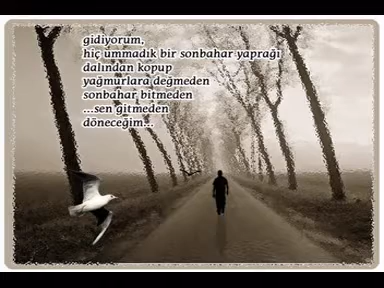 gidiyorum,
hiç ummadık bir sonbahar yaprağı
dalından kopup
yağmurlara değmeden
sonbahar bitmeden
...sen gitmeden
döneceğim...